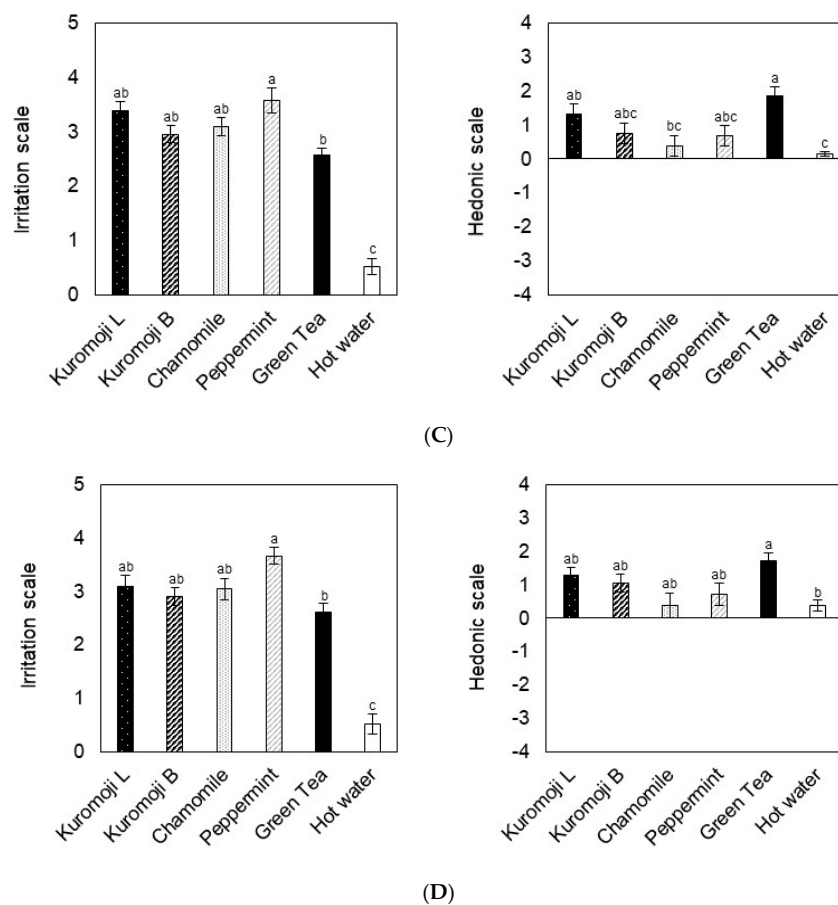 5
4
3
2
1
0
Irritation scale
ab
ab
ab
a
b
c
Kuromoji L
Kuromoji B
Chamomile
Peppermint
Green Tea
Hot water
4
3
2
1
0
-1
-2
-3
-4
Hedonic scale
ab
abc
bc
abc
a
c
Kuromoji L
Kuromoji B
Chamomile
Peppermint
Green Tea
Hot water
(C)
5
4
3
2
1
0
Irritation scale
ab
ab
ab
a
b
c
Kuromoji L
Kuromoji B
Chamomile
Peppermint
Green Tea
Hot water
4
3
2
1
0
-1
-2
-3
-4
Hedonic scale
ab
ab
ab
ab
a
b
Kuromoji L
Kuromoji B
Chamomile
Peppermint
Green Tea
Hot water
(D)